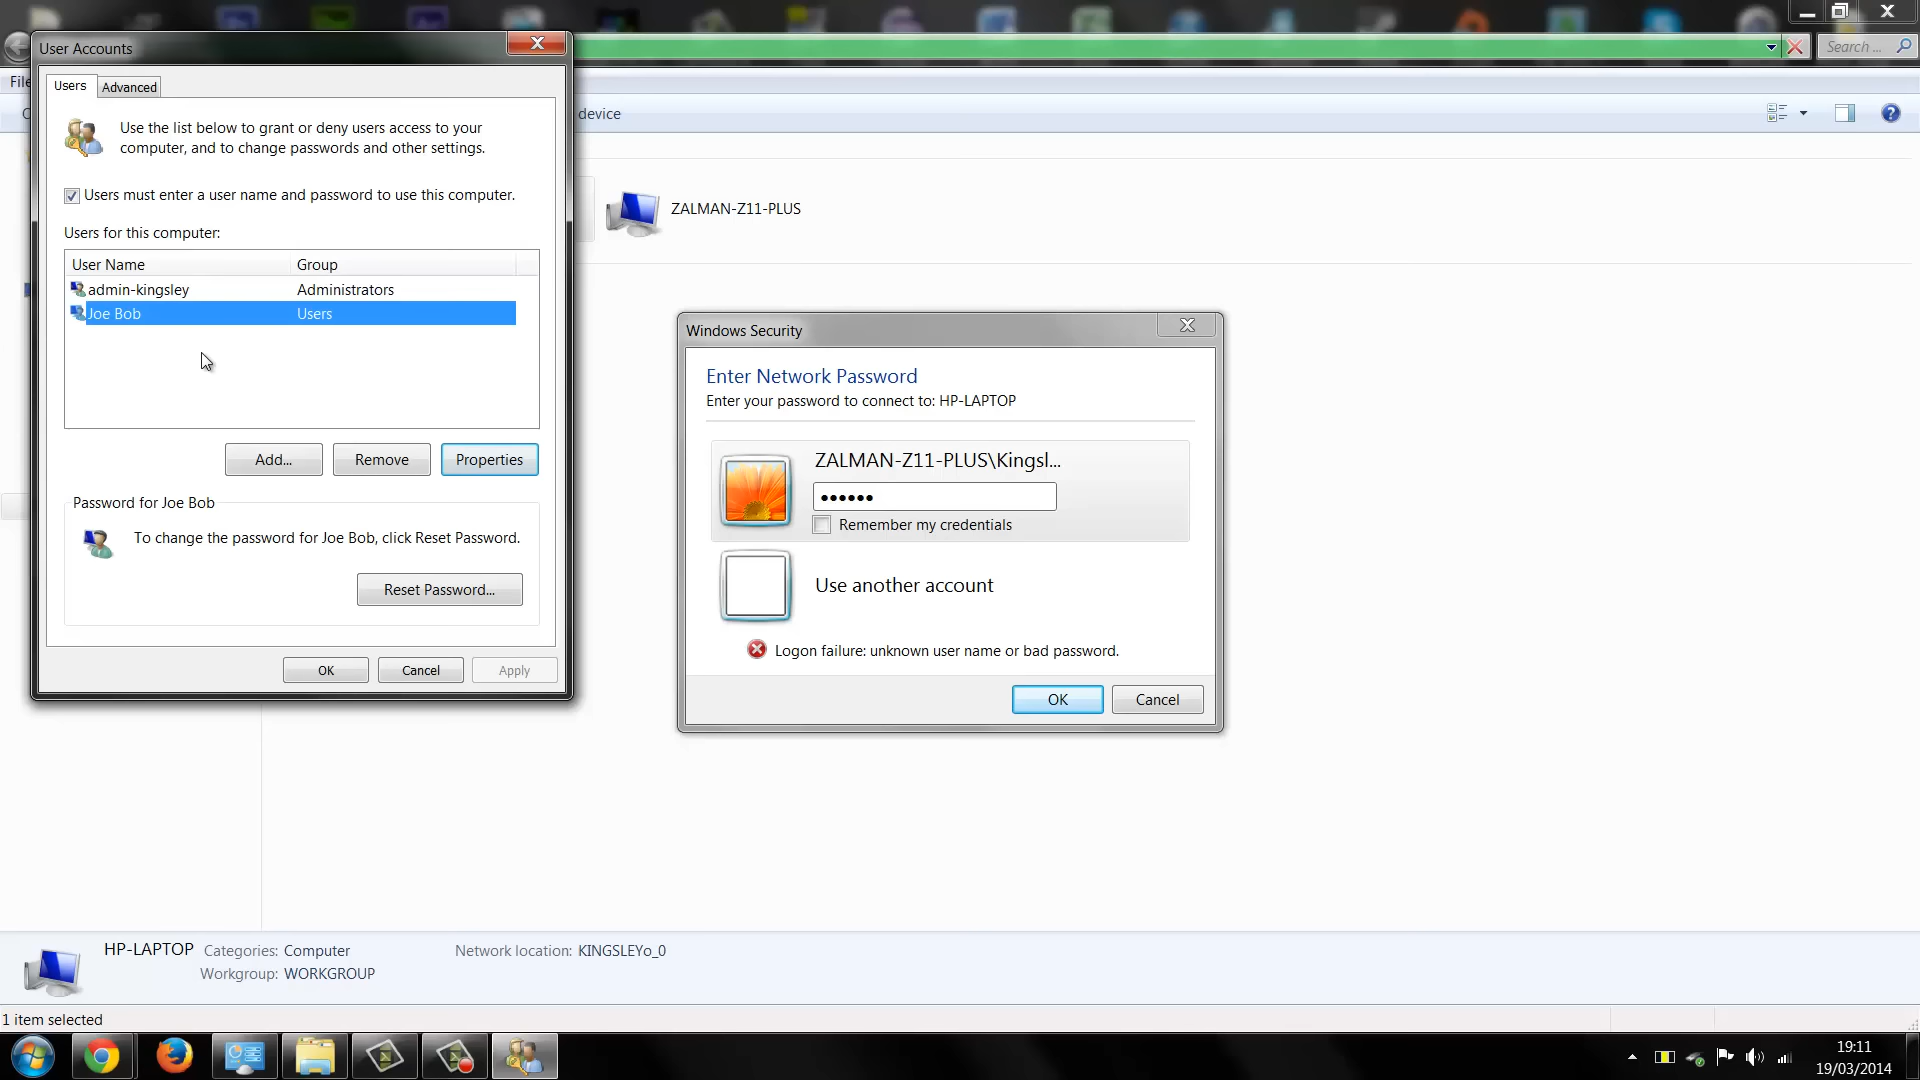 User Accounts
Search ...
File
device
Users
Advanced
Use the list below to grant or deny users access to your
computer, and to change passwords and other settings.
Users must enter a user name and password to use this computer.
Users for this computer:
User Name Group
admin-kingsley Administrators
Joe Bob Users
Add... Remove Properties
Password for Joe Bob
To change the password for Joe Bob, click Reset Password.
Reset Password...
OK Cancel Apply
ZALMAN-Z11-PLUS
Windows Security
Enter Network Password
Enter your password to connect to: HP-LAPTOP
ZALMAN-Z11-PLUS\Kingsl...
••••••
Remember my credentials
Use another account
Logon failure: unknown user name or bad password.
OK Cancel
HP-LAPTOP Categories: Computer Network location: KINGSLEYo_0
Workgroup: WORKGROUP
1 item selected
19:11
19/03/2014